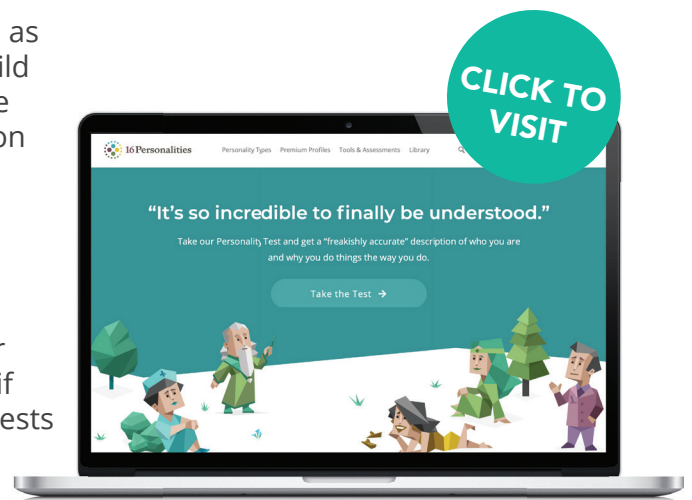 as
ild
e
on
r
if
ests
CLICK TO
VISIT
16Personalities
Personality Types Premium Profiles Tools & Assessments Library
“It’s so incredible to finally be understood.”
Take our Personality Test and get a “freakishly accurate” description of who you are
and why you do things the way you do.
Take the Test →